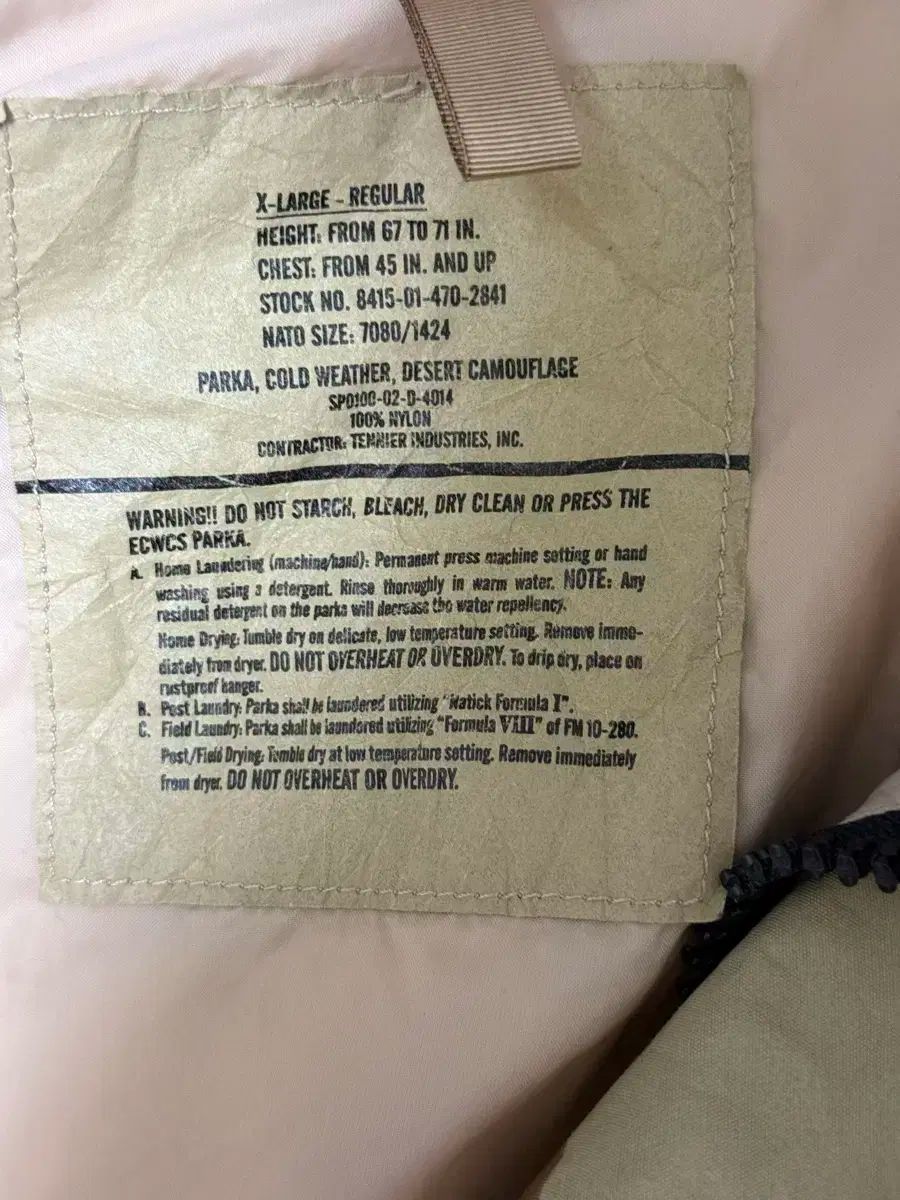 X-LARGE - REGULAR
HEIGHT: FROM 67 TO 71 IN.
CHEST: FROM 45 IN. AND UP
STOCK NO. 8415-01-470-2841
NATO SIZE: 7080/1424
PARKA, COLD WEATHER, DESERT CAMOUFLAGE
SPO100-02-D-4014
100% NYLON
CONTRACTOR: TENNIER INDUSTRIES, INC.
WARNING!! DO NOT STARCH, BLEACH, DRY CLEAN OR PRESS THE
ECWCS PARKA.
A. Home Laundering (machine/hand): Permanent press machine setting or hand
washing using a detergent. Rinse thoroughly in warm water. NOTE: Any
residual detergent on the parka will decrease the water repellency.
Home Drying: Tumble dry on delicate, low temperature setting. Remove imme-
diately from dryer. DO NOT OVERHEAT OR OVERDRY. To drip dry, place on
rustproof hanger.
B. Post Laundry: Parka shall be laundered utilizing "Natick Formula I".
C. Field Laundry: Parka shall be laundered utilizing "Formula VIII" of FM 10-280.
Post/Field Drying: Tumble dry at low temperature setting. Remove immediately
from dryer. DO NOT OVERHEAT OR OVERDRY.